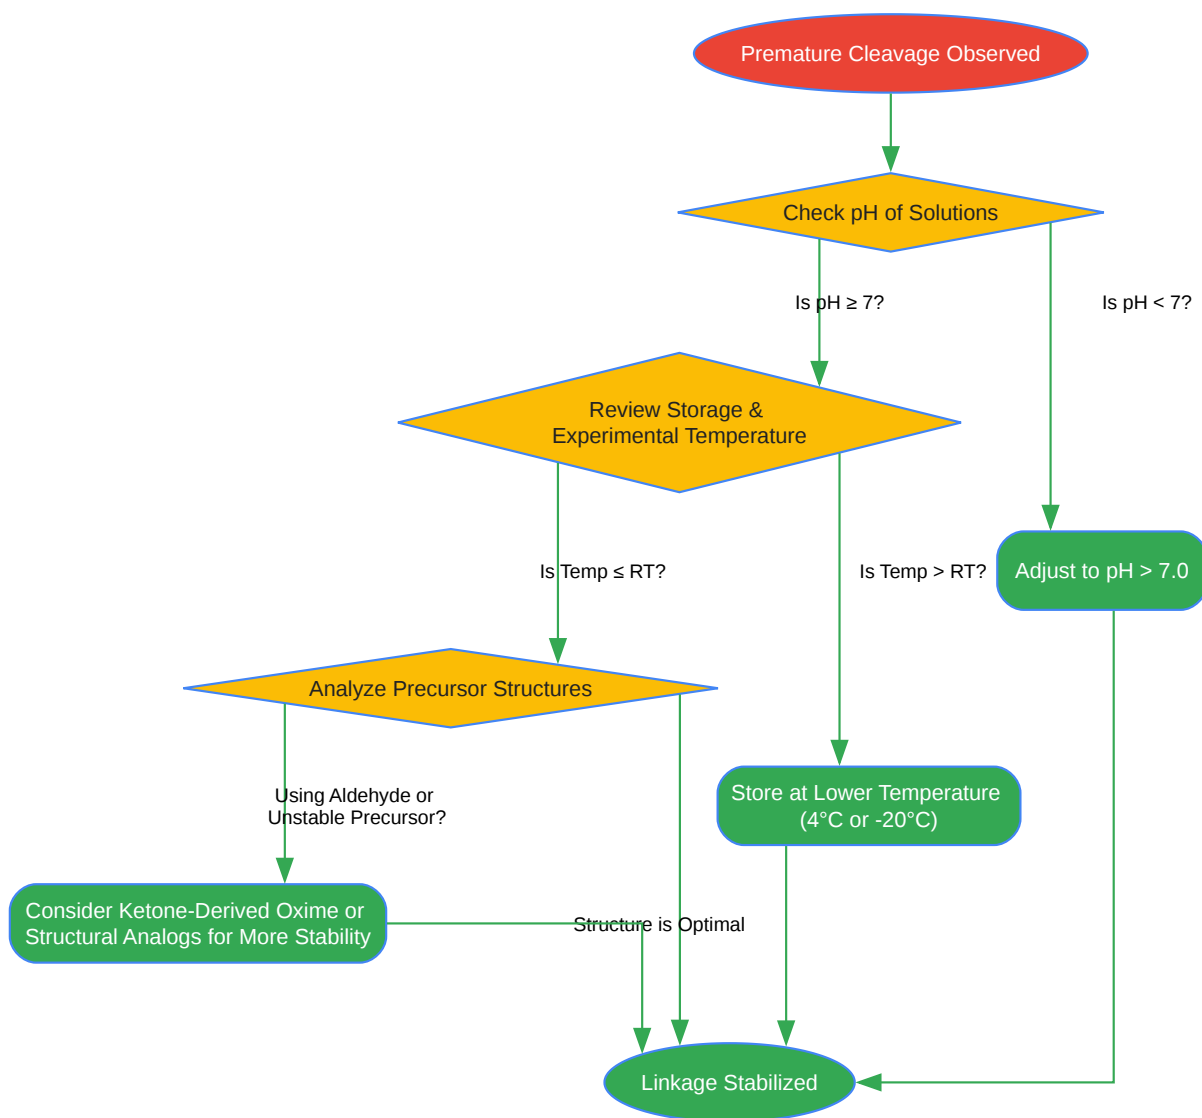 Premature Cleavage Observed
Check pH of Solutions
Is pH ≥ 7?
Is pH < 7?
Review Storage &
Experimental Temperature
Is Temp ≤ RT?
Is Temp > RT?
Adjust to pH > 7.0
Analyze Precursor Structures
Using Aldehyde or
Unstable Precursor?
Store at Lower Temperature
(4°C or -20°C)
Consider Ketone-Derived Oxime or
Structural Analogs for More Stability
Structure is Optimal
Linkage Stabilized